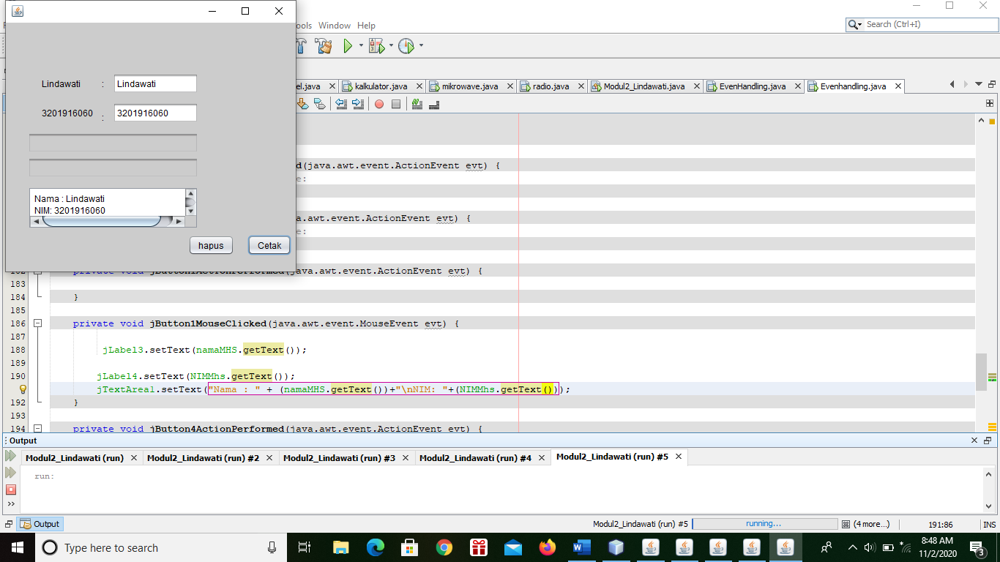 ools Window Help
Search (Ctrl+I)
el.java kalkulator.java mikrowave.java radio.java Modul2_Lindawati.java EvenHandling.java Evenhandling.java
Lindawati : Lindawati
3201916060 : 3201916060
Nama : Lindawati
NIM: 3201916060
hapus Cetak
d(java.awt.event.ActionEvent evt) {
e:
a.awt.event.ActionEvent evt) {
e:
182 private void jButton1ActionPerformed(java.awt.event.ActionEvent evt) {
183
184 }
185
186 private void jButton1MouseClicked(java.awt.event.MouseEvent evt) {
187
188 jLabel3.setText(namaMHS.getText());
189
190 jLabel4.setText(NIMMhs.getText());
jTextArea1.setText("Nama : " + (namaMHS.getText())+"\nNIM: "+(NIMMhs.getText()));
192 }
193
194 private void jButton4ActionPerformed(java.awt.event.ActionEvent evt) {
Output
Modul2_Lindawati (run) Modul2_Lindawati (run) #2 Modul2_Lindawati (run) #3 Modul2_Lindawati (run) #4 Modul2_Lindawati (run) #5
run:
Output Modul2_Lindawati (run) #5 running... (4 more...) 191:86 INS
Type here to search
8:48 AM
11/2/2020
3